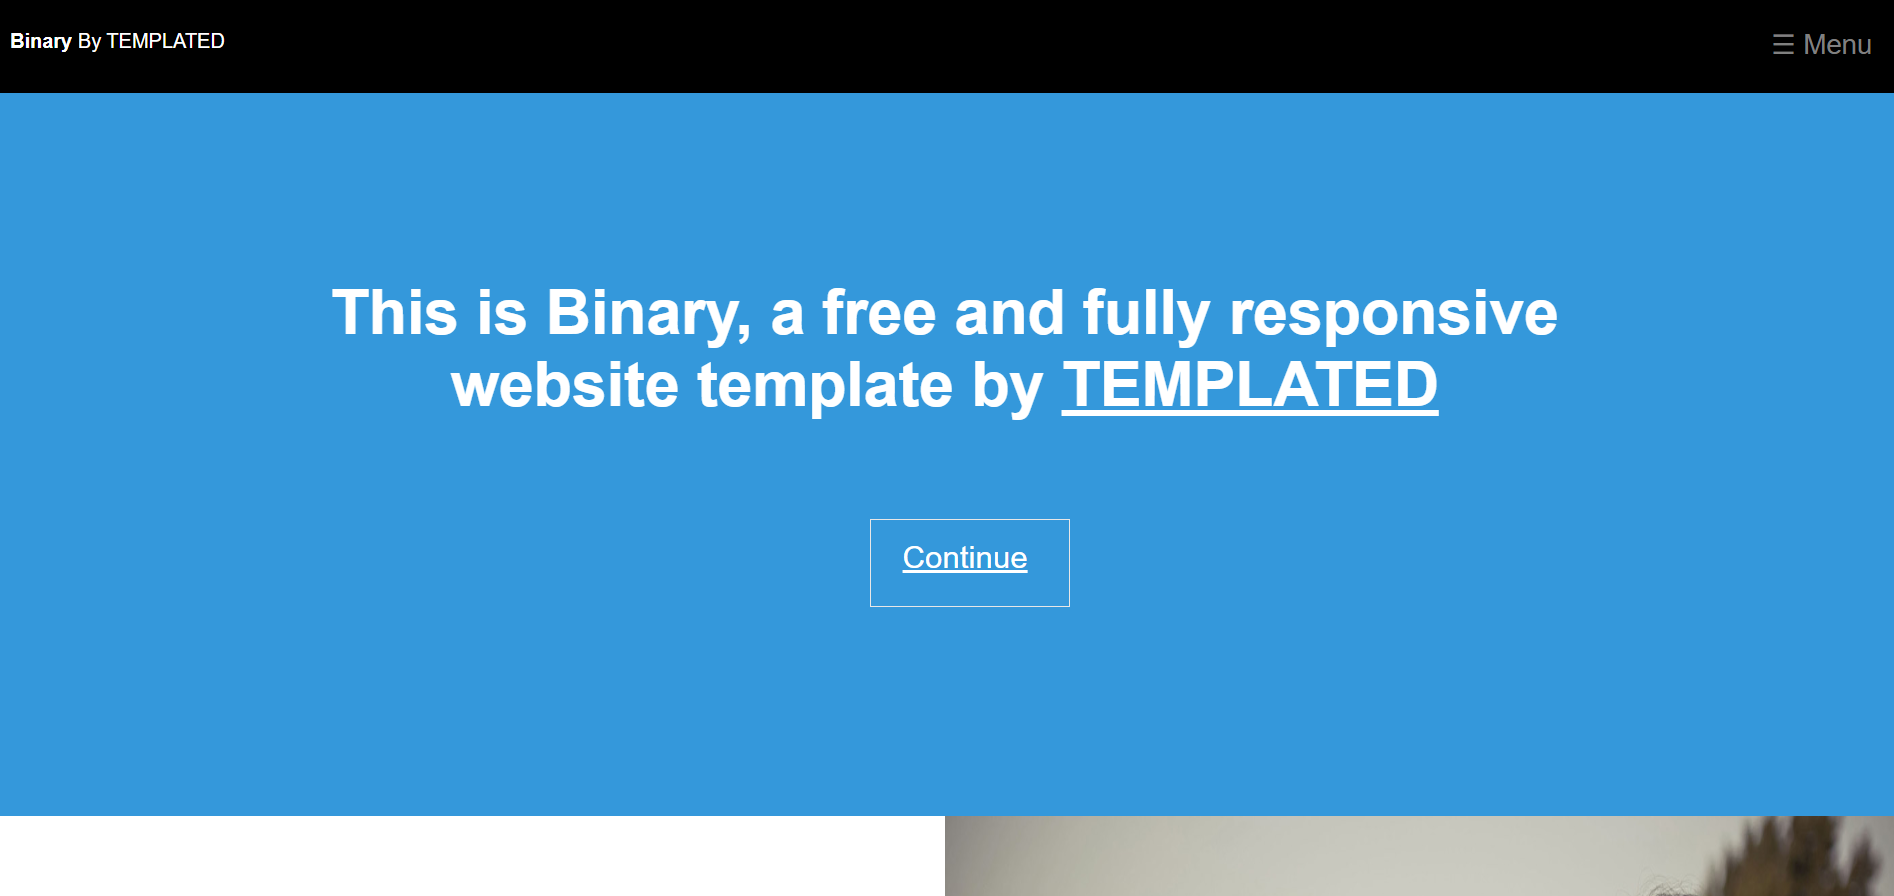 Binary By TEMPLATED
☰ Menu
This is Binary, a free and fully responsive
website template by TEMPLATED
Continue